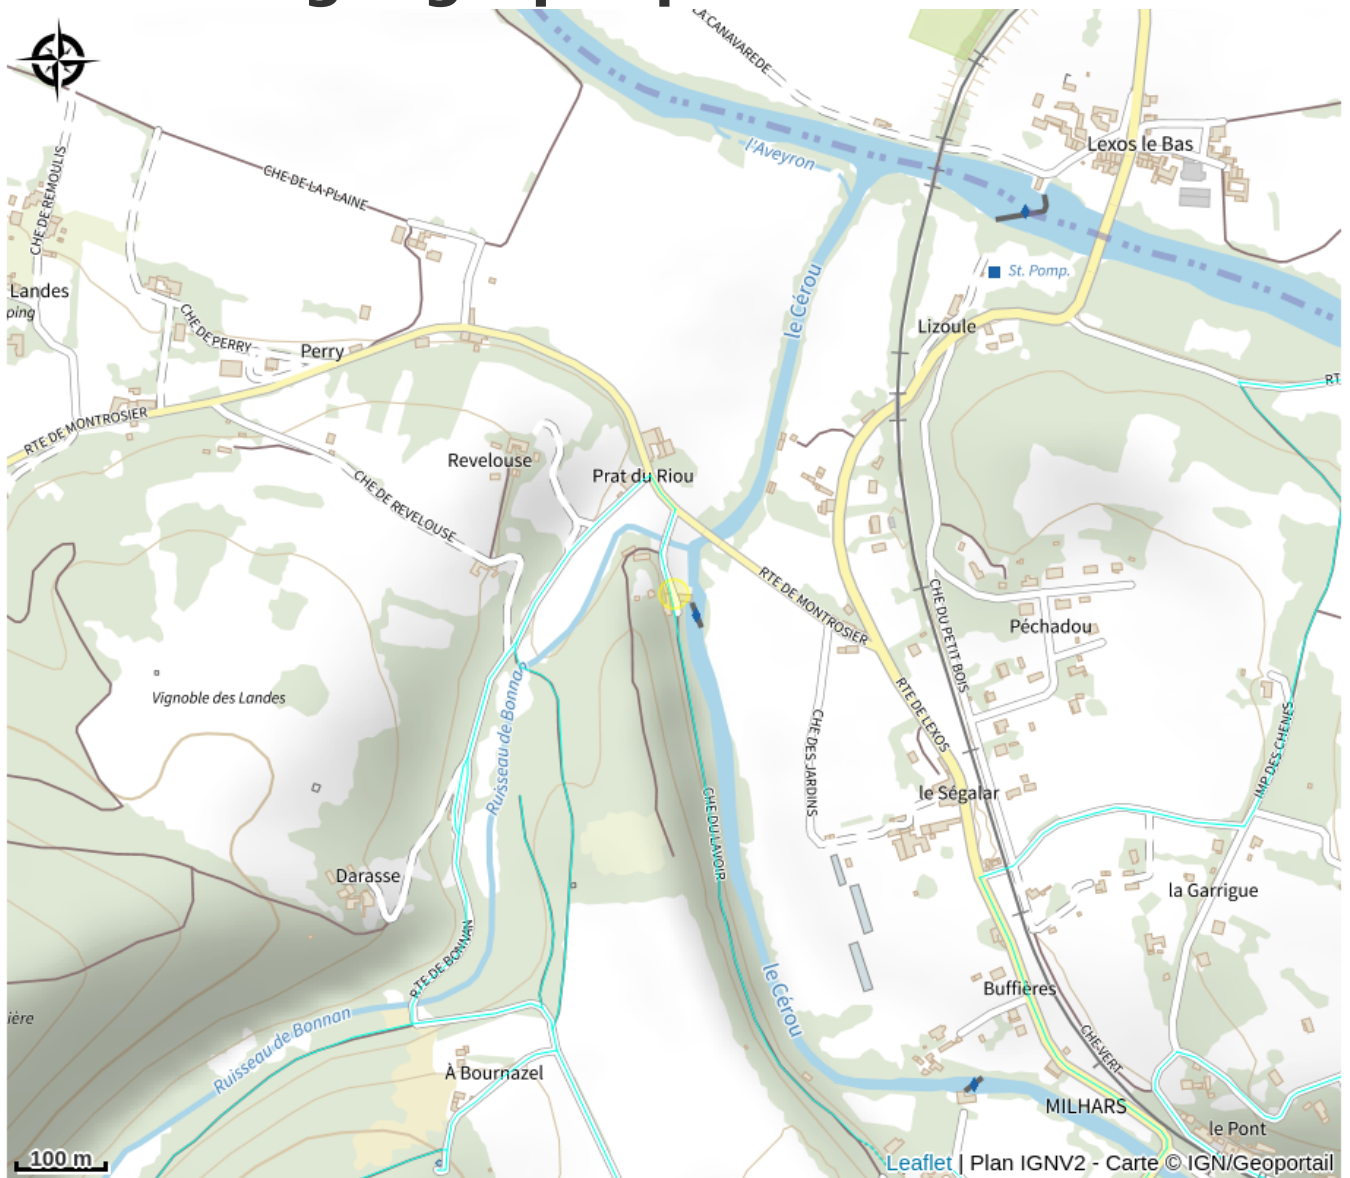 LA CANAVAREDE
Lexos le Bas
l'Aveyron
CHE DE REMOULIS
CHE DE LA PLAINE
St. Pomp.
Landes
ping
le Cérou
Lizoule
CHE DE PERRY
Perry
RT
RTE DE MONTROSIER
Revelouse
Prat du Riou
CHE DE REVELOUSE
RTE DE MONTROSIER
CHE DU PETIT BOIS
Péchadou
Vignoble des Landes
Ruisseau de Bonnan
RTE DE LEXOS
CHE DES JARDINS
IMP DES CHENES
le Ségalar
CHE DU LAVOIR
Darasse
la Garrigue
RTE DE BONNAN
le Cérou
Buffières
ière
Ruisseau de Bonnan
CHE VERT
À Bournazel
MILHARS
le Pont
100 m
Leaflet | Plan IGNV2 - Carte © IGN/Geoportail